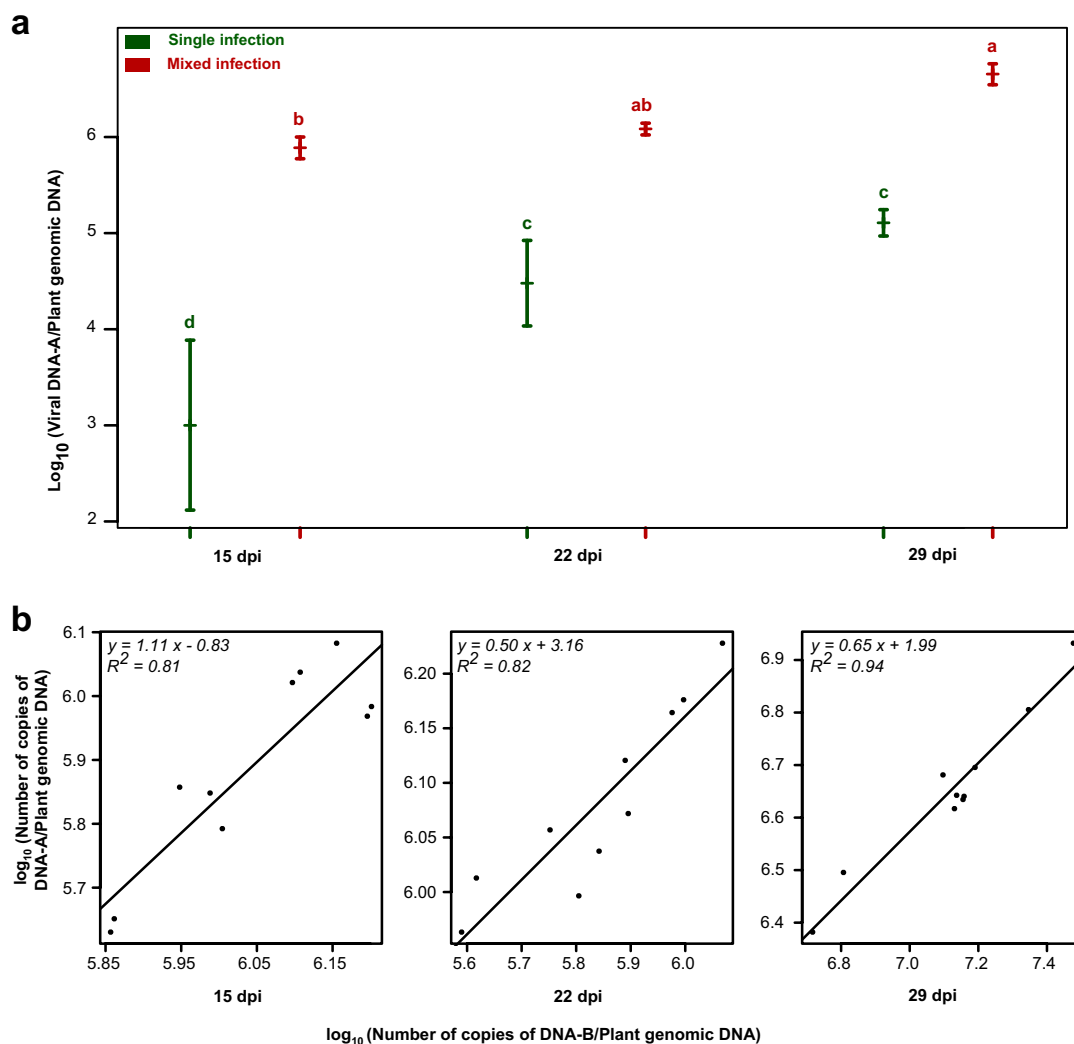 a
Single infection
Mixed infection
Log10 (Viral DNA-A/Plant genomic DNA)
6
5
4
3
2
d
b
c
ab
c
a
15 dpi
22 dpi
29 dpi
b
log10 (Number of copies of
DNA-A/Plant genomic DNA)
y = 1.11 x - 0.83
R2 = 0.81
6.1
6.0
5.9
5.8
5.7
5.85 5.95 6.05 6.15
15 dpi
y = 0.50 x + 3.16
R2 = 0.82
6.20
6.15
6.10
6.05
6.00
5.6 5.7 5.8 5.9 6.0
22 dpi
y = 0.65 x + 1.99
R2 = 0.94
6.9
6.8
6.7
6.6
6.5
6.4
6.8 7.0 7.2 7.4
29 dpi
log10 (Number of copies of DNA-B/Plant genomic DNA)